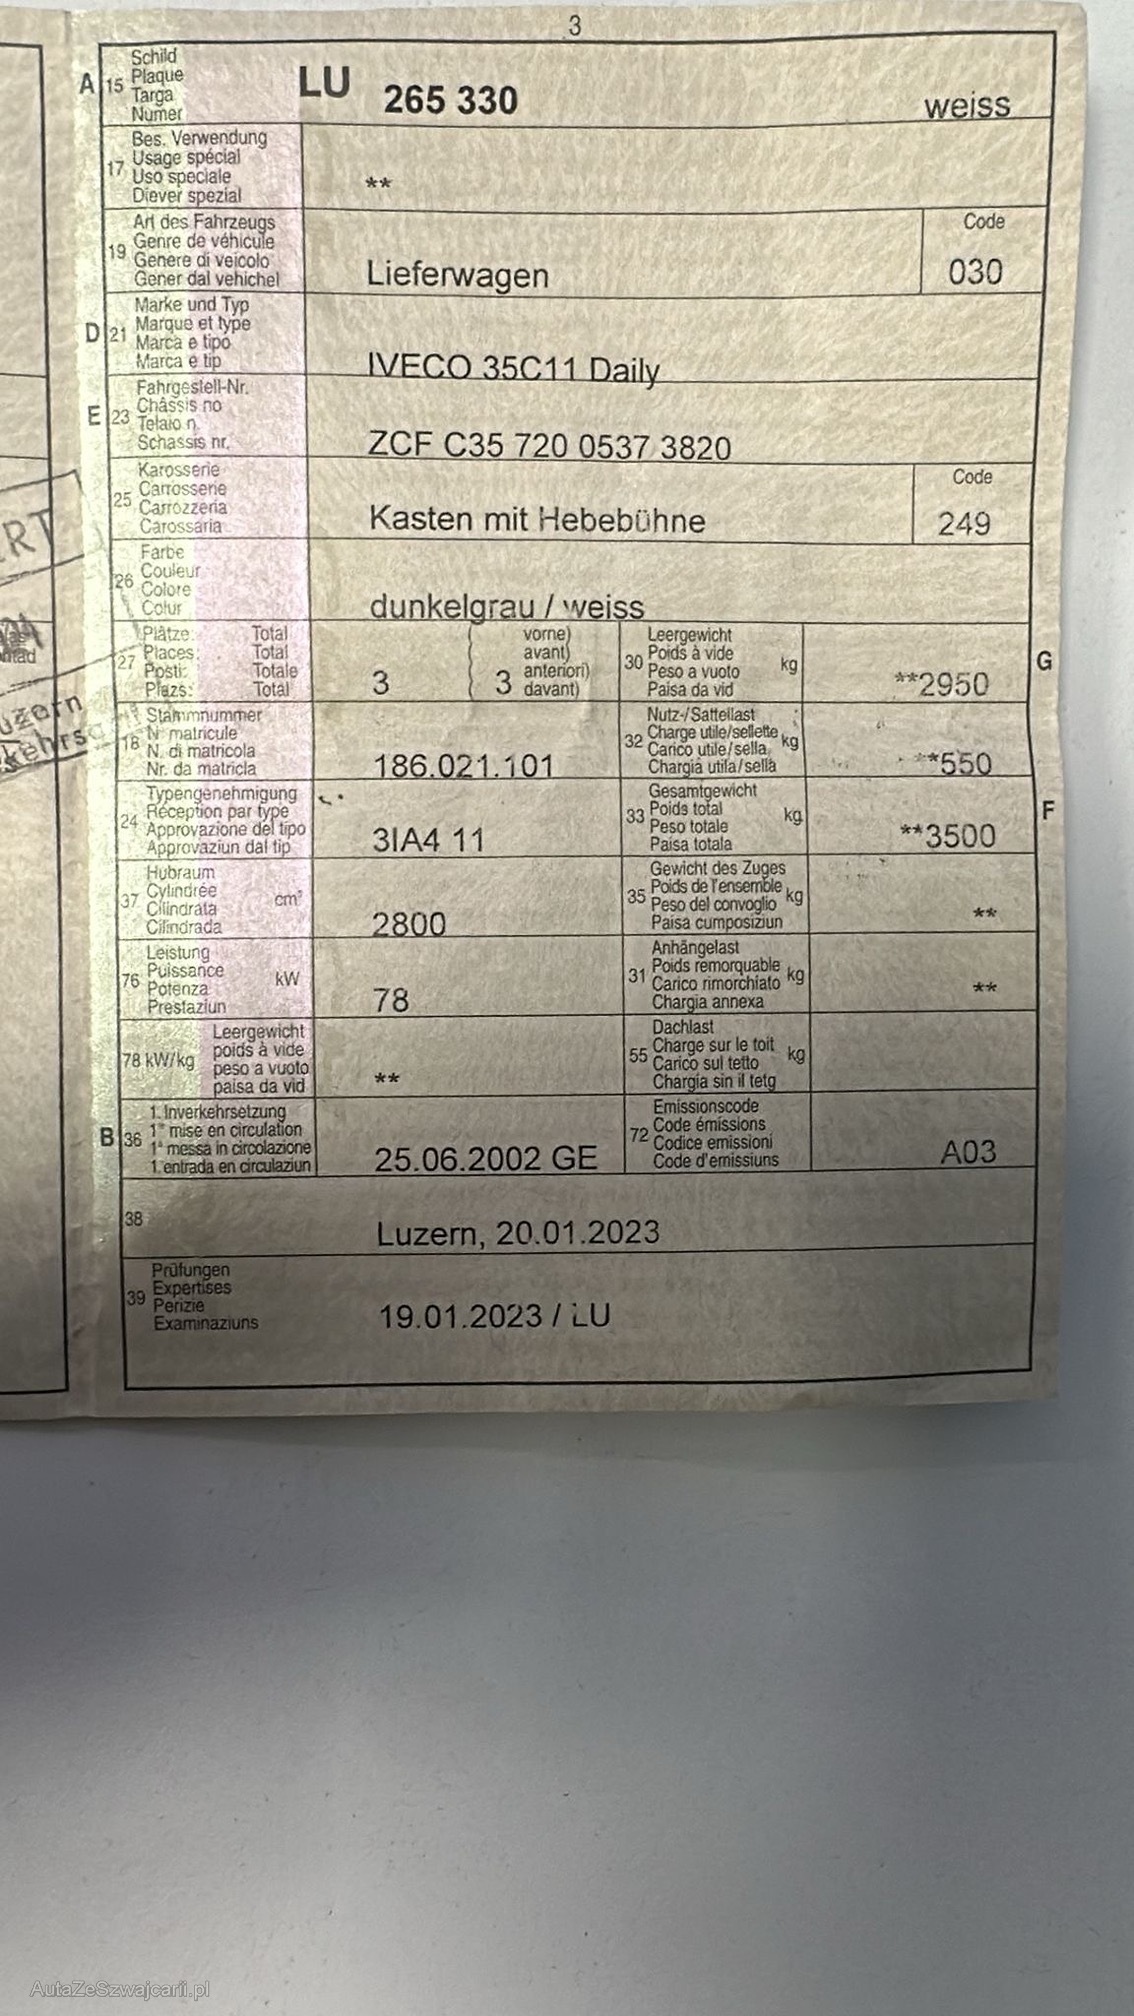 3
A 15 Schild
Plaque
Targa
Numer
LU 265 330 weiss
17 Bes. Verwendung
Usage spécial
Uso speciale
Diever spezial
**
19 Art des Fahrzeugs
Genre de véhicule
Genere di veicolo
Gener dal vehichel
Lieferwagen
Code
030
D 21 Marke und Typ
Marque et type
Marca e tipo
Marca e tip
IVECO 35C11 Daily
E 23 Fahrgestell-Nr.
Châssis no
Telaio n.
Schassis nr.
ZCF C35 720 0537 3820
25 Karosserie
Carrosserie
Carrozzeria
Carossaria
Kasten mit Hebebühne
Code
249
26 Farbe
Couleur
Colore
Colur
dunkelgrau / weiss
27 Plätze: Total
Places: Total
Posti: Totale
Plazs: Total
3
3 vorne)
avant)
anteriori)
davant)
30 Leergewicht
Poids à vide
Peso a vuoto
Paisa da vid
kg
**2950
G
18 Stammnummer
N° matricule
N. di matricola
Nr. da matricla
186.021.101
32 Nutz-/Sattellast
Charge utile/sellette
Carico utile/sella
Chargia utila/sella
kg
**550
24 Typengenehmigung
Réception par type
Approvazione del tipo
Approvaziun dal tip
3IA4 11
33 Gesamtgewicht
Poids total
Peso totale
Paisa totala
kg
**3500
F
37 Hubraum
Cylindrée
Cilindrata
Cilindrada
cm³
2800
35 Gewicht des Zuges
Poids de l'ensemble
Peso del convoglio
Paisa cumposiziun
kg
**
76 Leistung
Puissance
Potenza
Prestaziun
kW
78
31 Anhängelast
Poids remorquable
Carico rimorchiato
Chargia annexa
kg
**
78 kW/kg Leergewicht
poids à vide
peso a vuoto
paisa da vid
**
55 Dachlast
Charge sur le toit
Carico sul tetto
Chargia sin il tetg
kg
B 36 1. Inverkehrsetzung
1re mise en circulation
1a messa in circolazione
1. entrada en circulaziun
25.06.2002 GE
72 Emissionscode
Code émissions
Codice emissioni
Code d'emissiuns
A03
38
Luzern, 20.01.2023
39 Prüfungen
Expertises
Perizie
Examinaziuns
19.01.2023 / LU
AutaZeSzwajcarii.pl